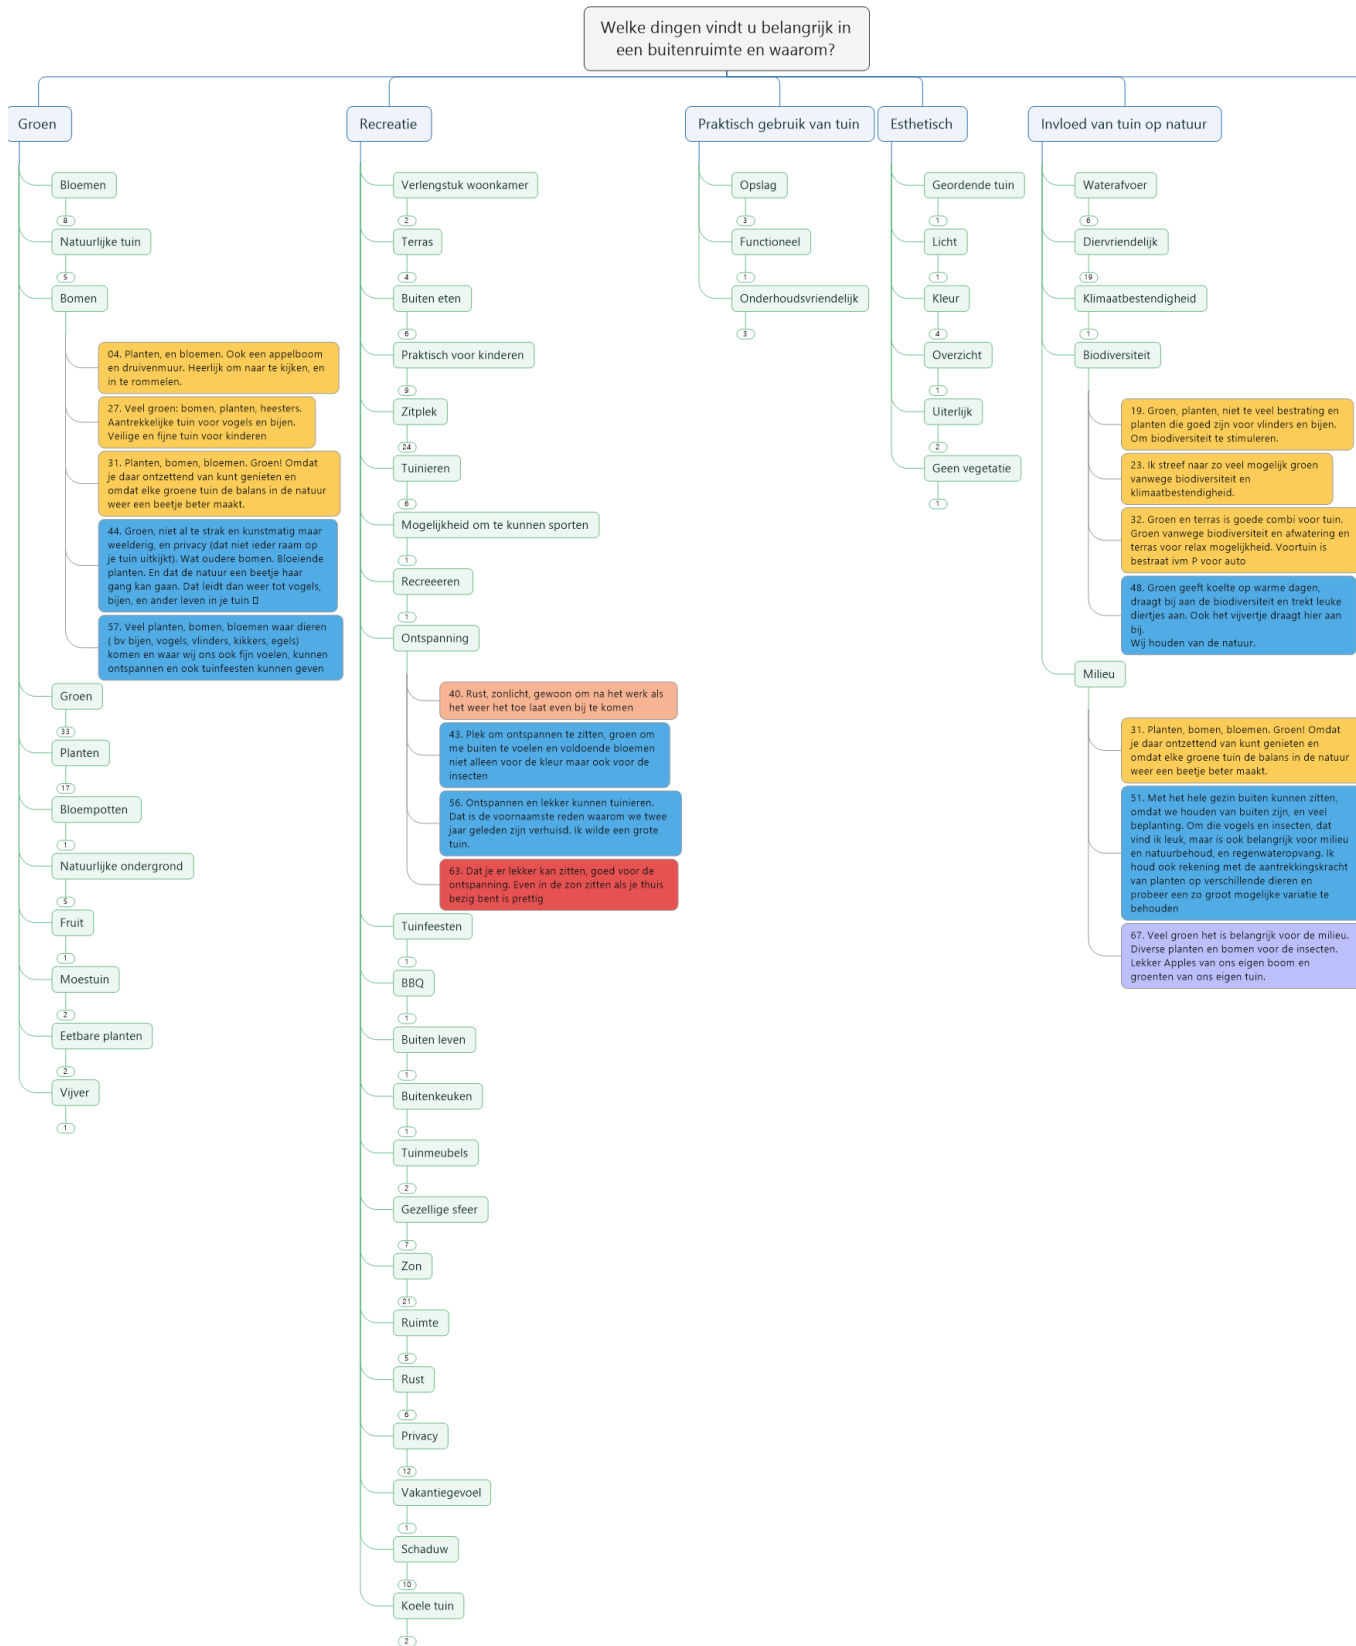 Welke dingen vindt u belangrijk in
een buitenruimte en waarom?
Groen
Bloemen
8
Natuurlijke tuin
5
Bomen
04. Planten, en bloemen. Ook een appelboom
en druivenmuur. Heerlijk om naar te kijken, en
in te rommelen.
27. Veel groen: bomen, planten, heesters.
Aantrekkelijke tuin voor vogels en bijen.
Veilige en fijne tuin voor kinderen
31. Planten, bomen, bloemen. Groen! Omdat
je daar ontzettend van kunt genieten en
omdat elke groene tuin de balans in de natuur
weer een beetje beter maakt.
44. Groen, niet al te strak en kunstmatig maar
weelderig, en privacy (dat niet ieder raam op
je tuin uitkijkt). Wat oudere bomen. Bloeiende
planten. En dat de natuur een beetje haar
gang kan gaan. Dat leidt dan weer tot vogels,
bijen, en ander leven in je tuin
57. Veel planten, bomen, bloemen waar dieren
( bv bijen, vogels, vlinders, kikkers, egels)
komen en waar wij ons ook fijn voelen, kunnen
ontspannen en ook tuinfeesten kunnen geven
Groen
33
Planten
17
Bloempotten
1
Natuurlijke ondergrond
5
Fruit
1
Moestuin
2
Eetbare planten
2
Vijver
1
Recreatie
Verlengstuk woonkamer
2
Terras
4
Buiten eten
6
Praktisch voor kinderen
9
Zitplek
24
Tuinieren
6
Mogelijkheid om te kunnen sporten
1
Recreeeren
1
Ontspanning
40. Rust, zonlicht, gewoon om na het werk als
het weer het toe laat even bij te komen
43. Plek om ontspannen te zitten, groen om
me buiten te voelen en voldoende bloemen
niet alleen voor de kleur maar ook voor de
insecten
56. Ontspannen en lekker kunnen tuinieren.
Dat is de voornaamste reden waarom we twee
jaar geleden zijn verhuisd. Ik wilde een grote
tuin.
63. Dat je er lekker kan zitten, goed voor de
ontspanning. Even in de zon zitten als je thuis
bezig bent is prettig
Tuinfeesten
1
BBQ
1
Buiten leven
1
Buitenkeuken
1
Tuinmeubels
2
Gezellige sfeer
7
Zon
21
Ruimte
5
Rust
6
Privacy
12
Vakantiegevoel
1
Schaduw
10
Koele tuin
2
Praktisch gebruik van tuin
Opslag
3
Functioneel
1
Onderhoudsvriendelijk
3
Esthetisch
Geordende tuin
1
Licht
1
Kleur
4
Overzicht
1
Uiterlijk
2
Geen vegetatie
1
Invloed van tuin op natuur
Waterafvoer
6
Diervriendelijk
19
Klimaatbestendigheid
1
Biodiversiteit
19. Groen, planten, niet te veel bestrating en
planten die goed zijn voor vlinders en bijen.
Om biodiversiteit te stimuleren.
23. Ik streef naar zo veel mogelijk groen
vanwege biodiversiteit en
klimaatbestendigheid.
32. Groen en terras is goede combi voor tuin.
Groen vanwege biodiversiteit en afwatering en
terras voor relax mogelijkheid. Voortuin is
bestraat ivm P voor auto
48. Groen geeft koelte op warme dagen,
draagt bij aan de biodiversiteit en trekt leuke
diertjes aan. Ook het vijvertje draagt hier aan
bij.
Wij houden van de natuur.
Milieu
31. Planten, bomen, bloemen. Groen! Omdat
je daar ontzettend van kunt genieten en
omdat elke groene tuin de balans in de natuur
weer een beetje beter maakt.
51. Met het hele gezin buiten kunnen zitten,
omdat we houden van buiten zijn, en veel
beplanting. Om die vogels en insecten, dat
vind ik leuk, maar is ook belangrijk voor milieu
en natuurbehoud, en regenwateropvang. Ik
houd ook rekening met de aantrekkingskracht
van planten op verschillende dieren en
probeer een zo groot mogelijke variatie te
behouden
67. Veel groen het is belangrijk voor de milieu.
Diverse planten en bomen voor de insecten.
Lekker Apples van ons eigen boom en
groenten van ons eigen tuin.